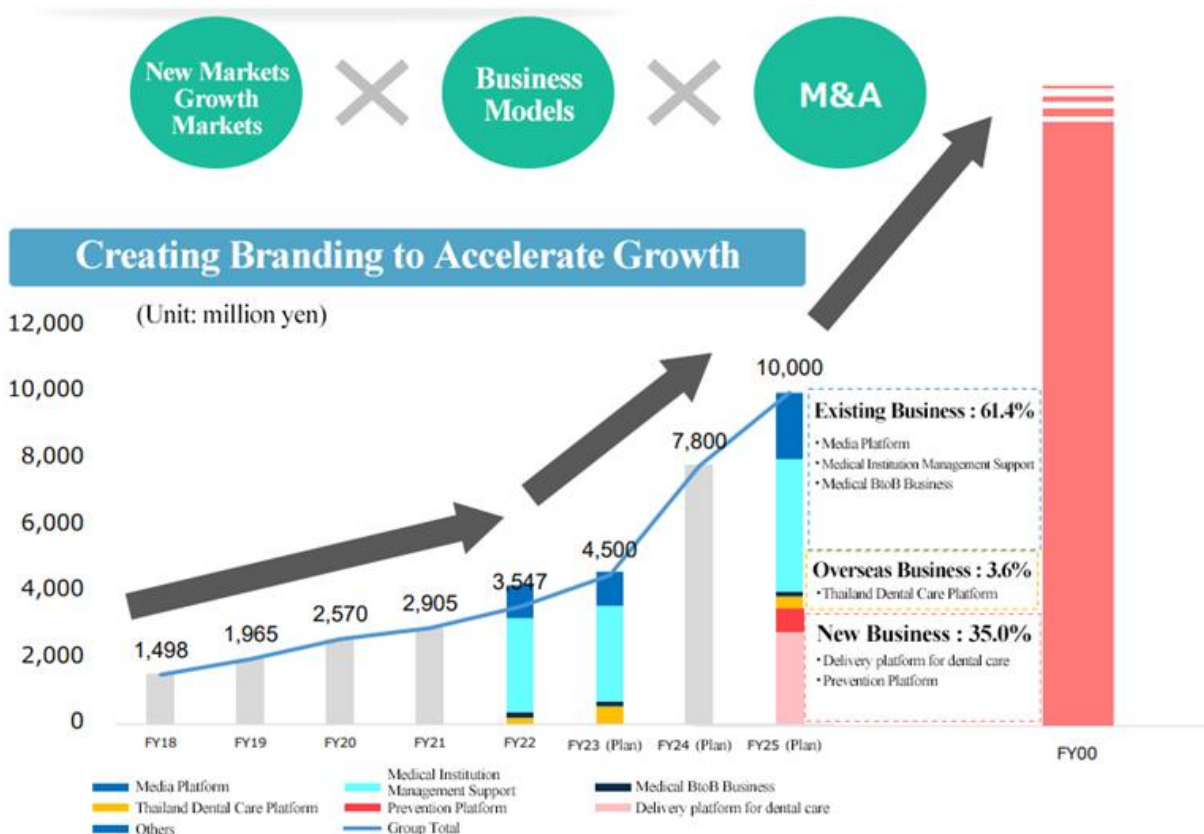 New Markets
Growth
Markets
Business
Models
M&A
Creating Branding to Accelerate Growth
(Unit: million yen)
12,000
10,000
8,000
6,000
4,000
2,000
0
1,498
1,965
2,570
2,905
3,547
4,500
7,800
10,000
Existing Business : 61.4%
・Media Platform
・Medical Institution Management Support
・Medical BtoB Business
Overseas Business : 3.6%
・Thailand Dental Care Platform
New Business : 35.0%
・Delivery platform for dental care
・Prevention Platform
FY18
FY19
FY20
FY21
FY22
FY23 (Plan)
FY24 (Plan)
FY25 (Plan)
FY00
Media Platform
Medical Institution
Management Support
Medical BtoB Business
Thailand Dental Care Platform
Prevention Platform
Delivery platform for dental care
Others
Group Total